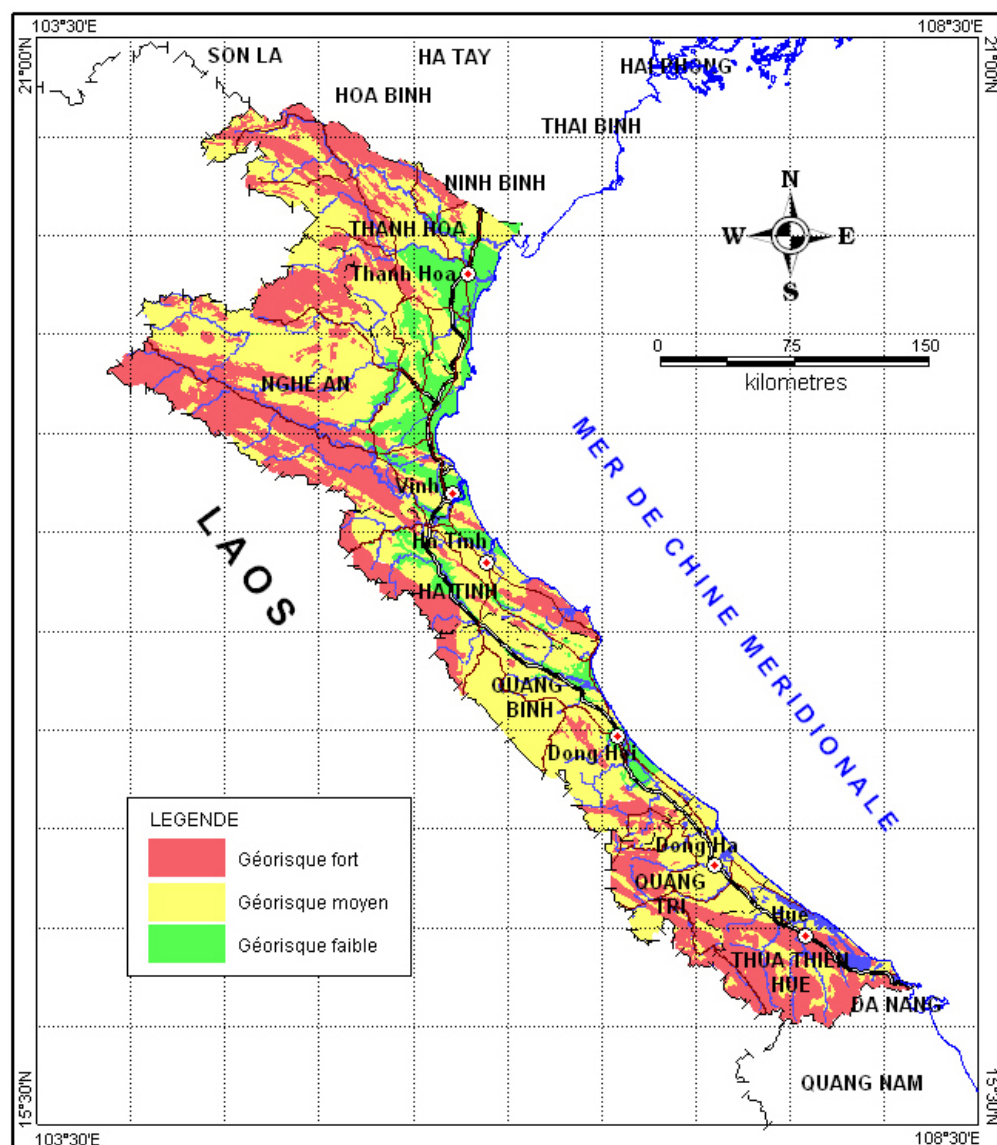 103°30'E
108°30'E
21°00'N
21°00'N
SON LA
HA TAY
HAI PHONG
HOA BINH
THAI BINH
NINH BINH
N
W
E
S
THANH HOA
Thanh Hoa
0
75
150
kilometres
NGHE AN
MER DE CHINE MERIDIONALE
Vinh
LAOS
Ha Tinh
HA TINH
QUANG
BINH
Dong Hoi
LEGENDE
Géorisque fort
Géorisque moyen
Géorisque faible
Dong Ha
QUANG
TRI
Hue
THUA THIEN
HUE
DA NANG
QUANG NAM
15°30'N
15°30'N
103°30'E
108°30'E